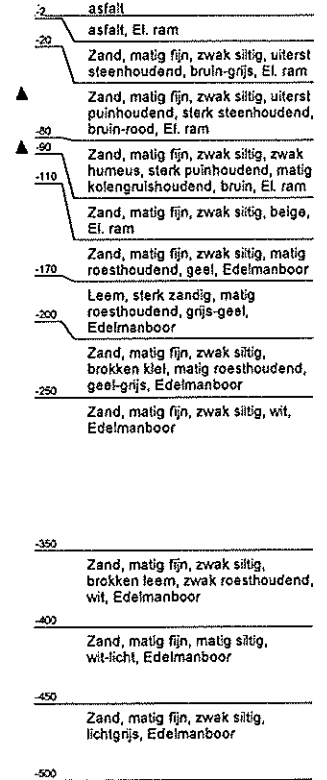 asfalt
-2
asfalt, El. ram
-20
Zand, matig fijn, zwak siltig, uiterst
steenhoudend, bruin-grijs, El. ram
Zand, matig fijn, zwak siltig, uiterst
puinhoudend, sterk steenhoudend,
bruin-rood, El. ram
-80
-90
Zand, matig fijn, zwak siltig, zwak
humeus, sterk puinhoudend, matig
kolengruishoudend, bruin, El. ram
-110
Zand, matig fijn, zwak siltig, beige,
El. ram
Zand, matig fijn, zwak siltig, matig
roesthoudend, geel, Edelmanboor
-170
Leem, sterk zandig, matig
roesthoudend, grijs-geel,
Edelmanboor
-200
Zand, matig fijn, zwak siltig,
brokken klei, matig roesthoudend,
geel-grijs, Edelmanboor
-250
Zand, matig fijn, zwak siltig, wit,
Edelmanboor
-350
Zand, matig fijn, zwak siltig,
brokken leem, zwak roesthoudend,
wit, Edelmanboor
-400
Zand, matig fijn, matig siltig,
wit-licht, Edelmanboor
-450
Zand, matig fijn, zwak siltig,
lichtgrijs, Edelmanboor
-500